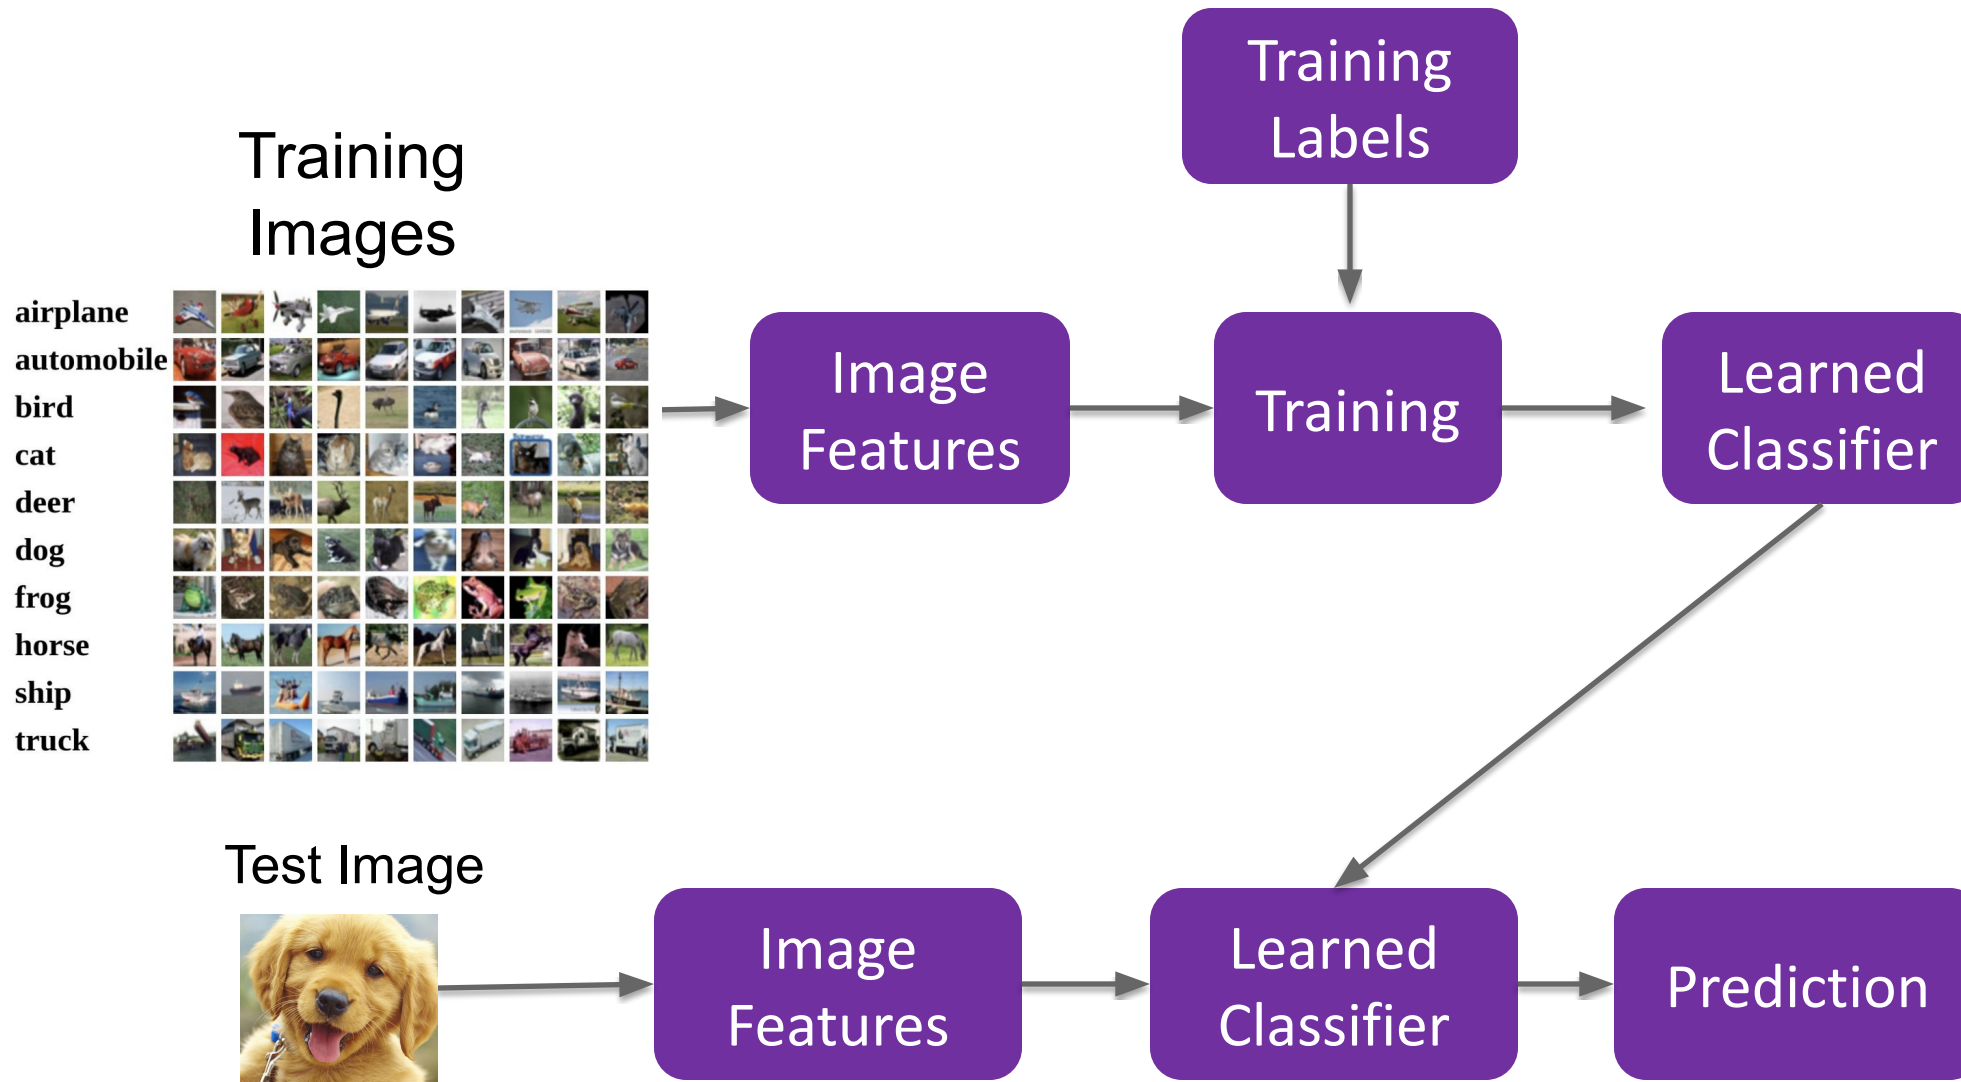 Training
Labels
Training
Images
airplane
automobile
bird
cat
deer
dog
frog
horse
ship
truck
Image
Features
Training
Learned
Classifier
Test Image
Image
Features
Learned
Classifier
Prediction